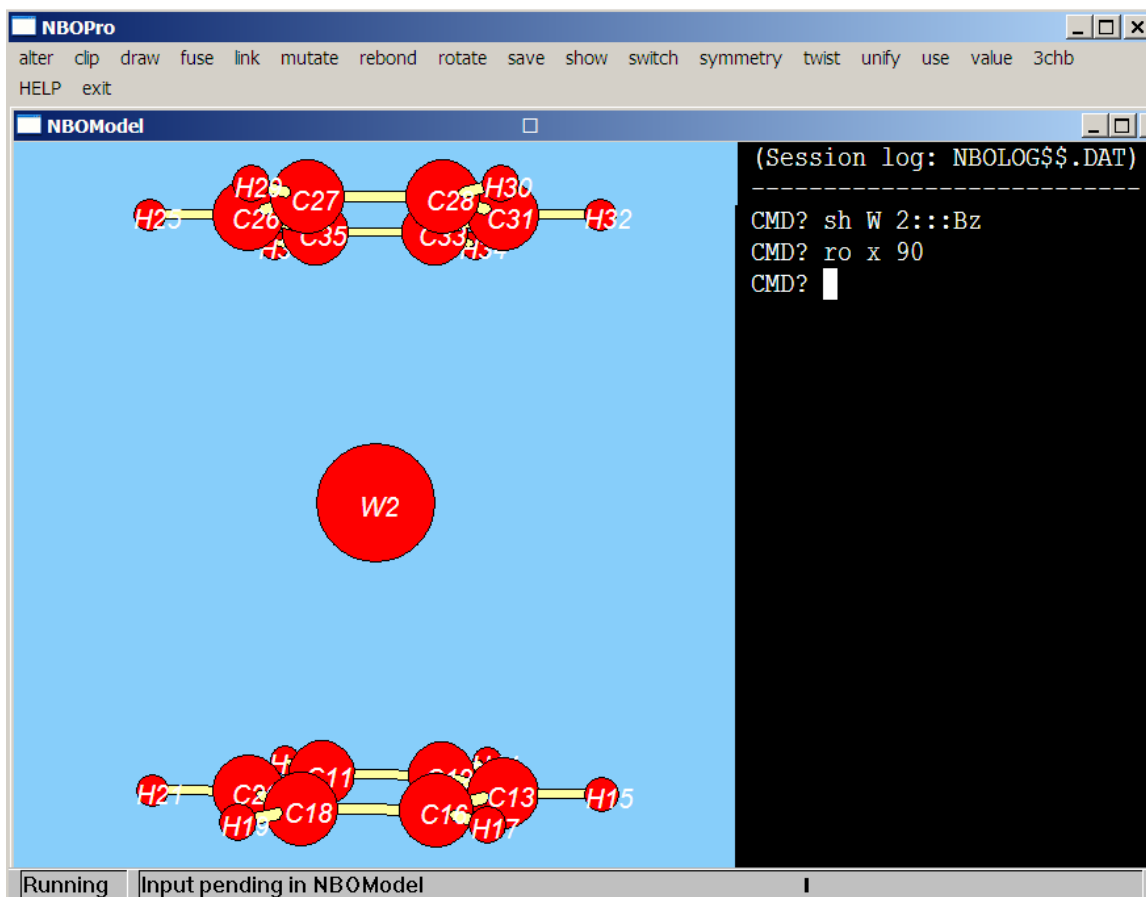 NBOPro
alter clip draw fuse link mutate rebond rotate save show switch symmetry twist unify use value 3chb
HELP exit
NBOModel
(Session log: NBOLOG$$.DAT)
---------------------------
CMD? sh W 2:::Bz
CMD? ro x 90
CMD?
H29 C27 C28 H30
H25 C26 C31 H32
C35 C33
H34
W2
C11
H21 C13 H15
C18 C16
H19 H17
Running Input pending in NBOModel